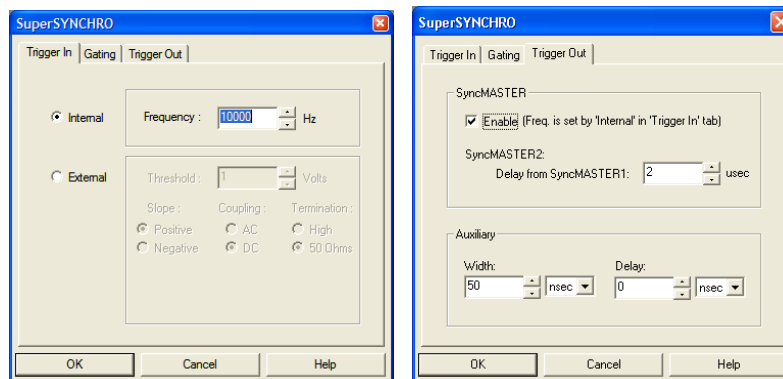 SuperSYNCHRO
Trigger In Gating Trigger Out
Internal
Frequency : 10000 Hz
External
Threshold : 1 Volts
Slope : Coupling : Termination :
Positive AC High
Negative DC 50 Ohms
OK Cancel Help
SuperSYNCHRO
Trigger In Gating Trigger Out
SyncMASTER
Enable (Freq. is set by 'Internal' in 'Trigger In' tab)
SyncMASTER2:
Delay from SyncMASTER1: 2 usec
Auxiliary
Width: Delay:
50 nsec 0 nsec
OK Cancel Help